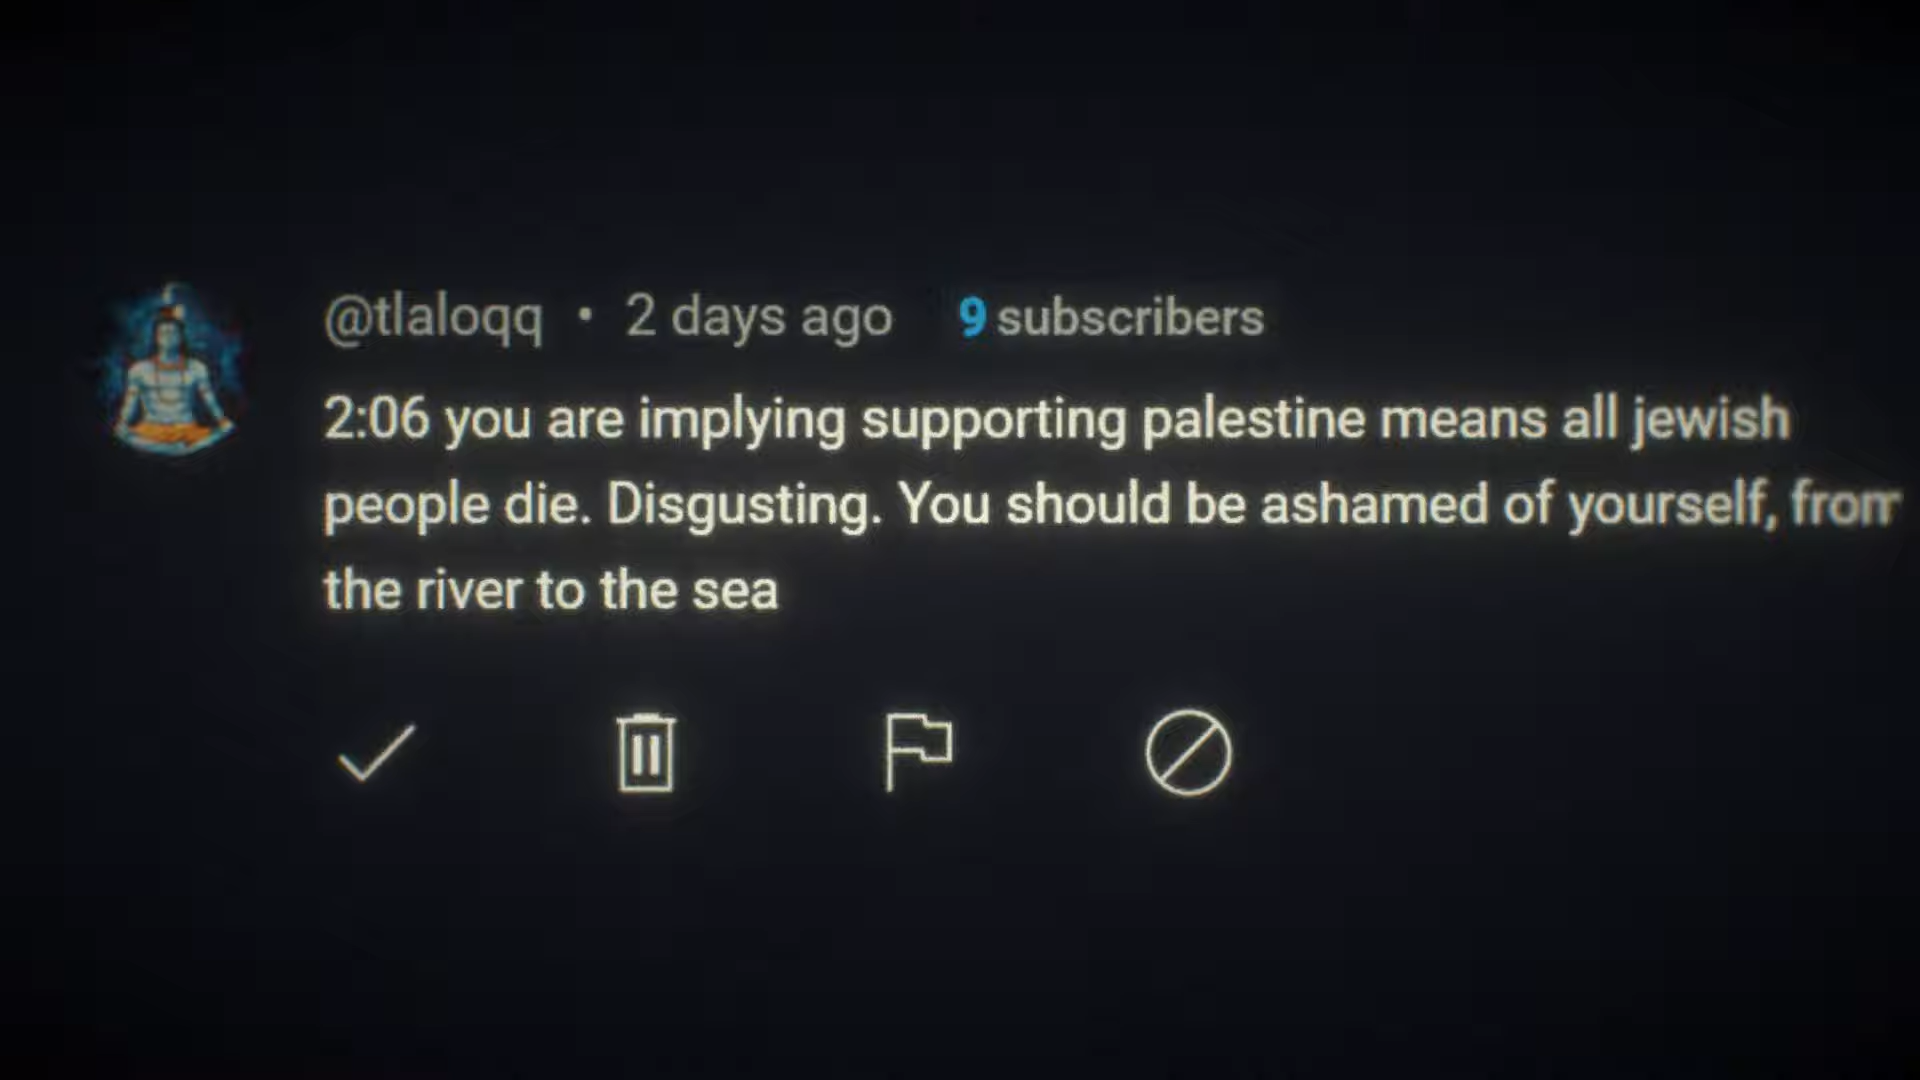 @tlaloqq • 2 days ago 9 subscribers
2:06 you are implying supporting palestine means all jewish
people die. Disgusting. You should be ashamed of yourself, from
the river to the sea